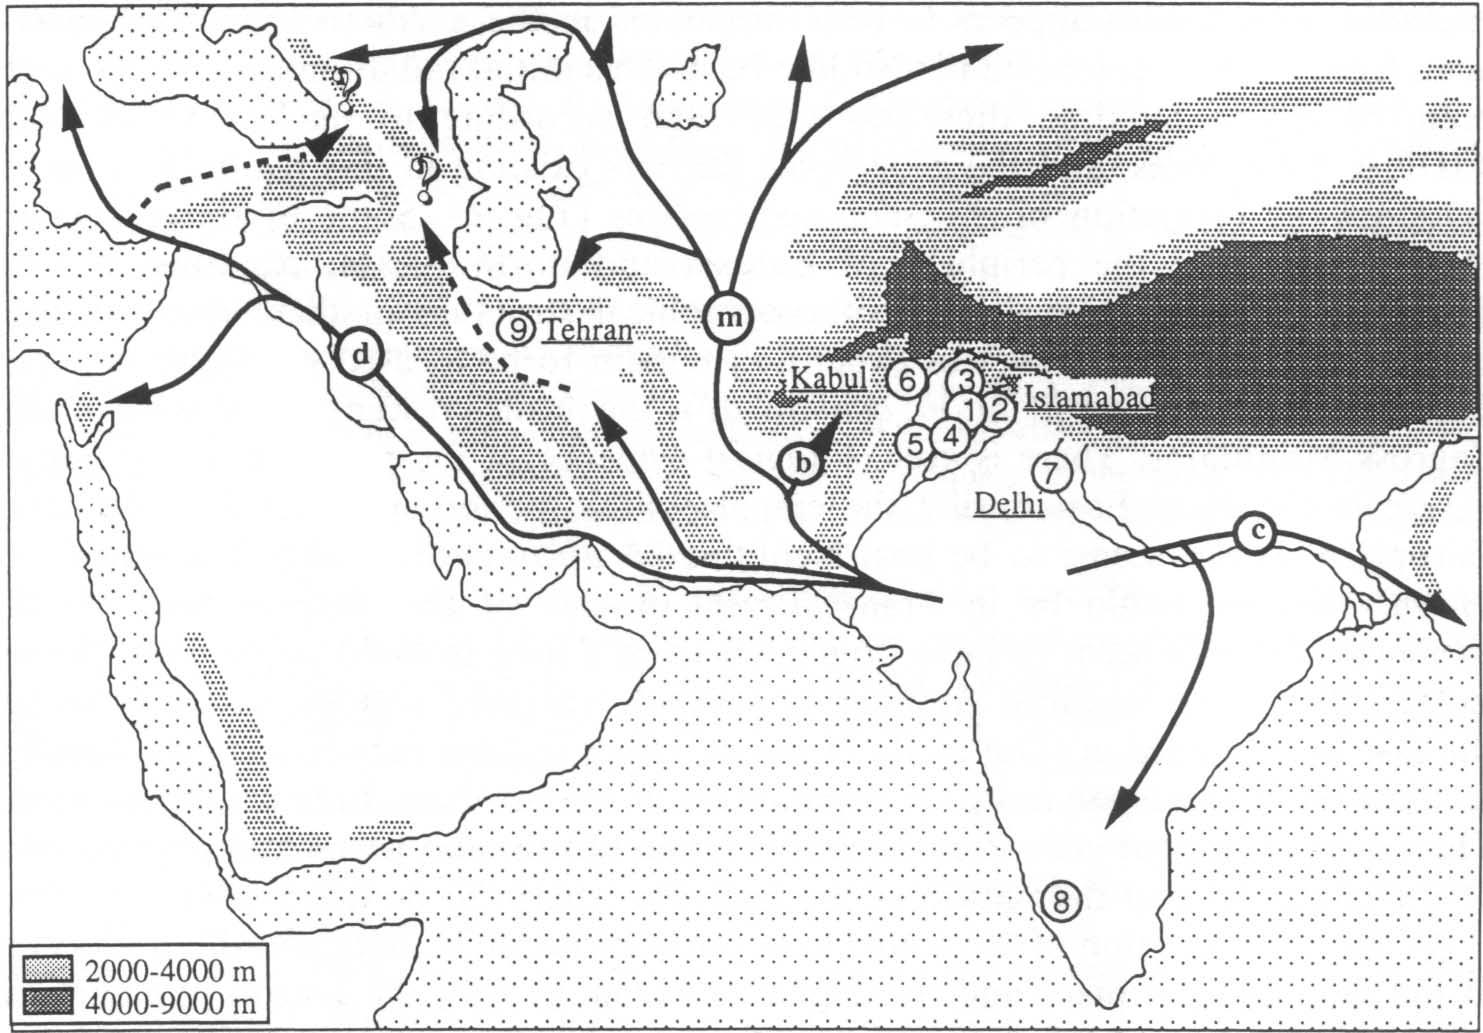 ?
?
m
9 Tehran
d
Kabul
6
3
1
2
Islamabad
5
4
b
7
Delhi
c
8
2000-4000 m
4000-9000 m